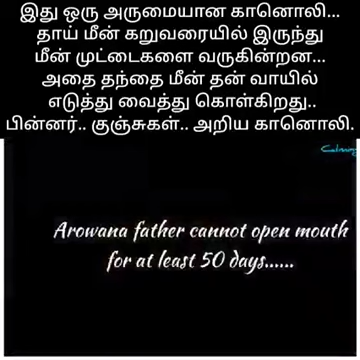 இது ஒரு அருமையான கானொலி...
தாய் மீன் கறுவரையில் இருந்து
மீன் முட்டைகளை வருகின்றன...
அதை தந்தை மீன் தன் வாயில்
எடுத்து வைத்து கொள்கிறது..
பின்னர்.. குஞ்சுகள்.. அறிய கானொலி.
Arowana father cannot open mouth
for at least 50 days......